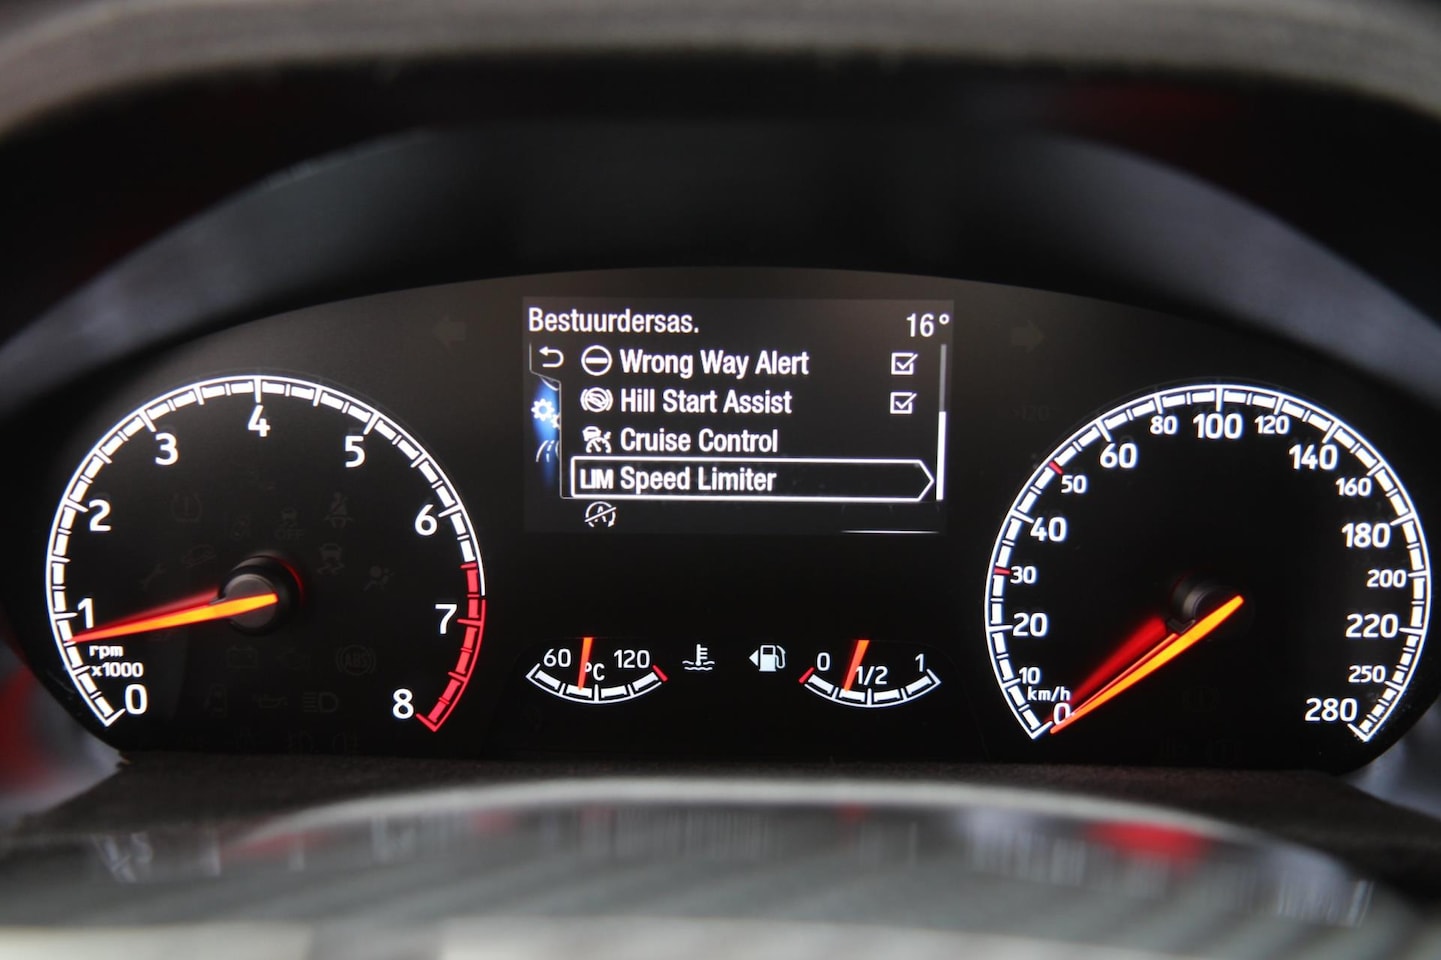 Bestuurdersas. 16°
Wrong Way Alert
Hill Start Assist
Cruise Control
LIM Speed Limiter
0
1
2
3
4
5
6
7
8
rpm
x1000
60 °C 120
0 1/2 1
0
10
20
30
40
50
60
80
100
120
140
160
180
200
220
250
280
km/h